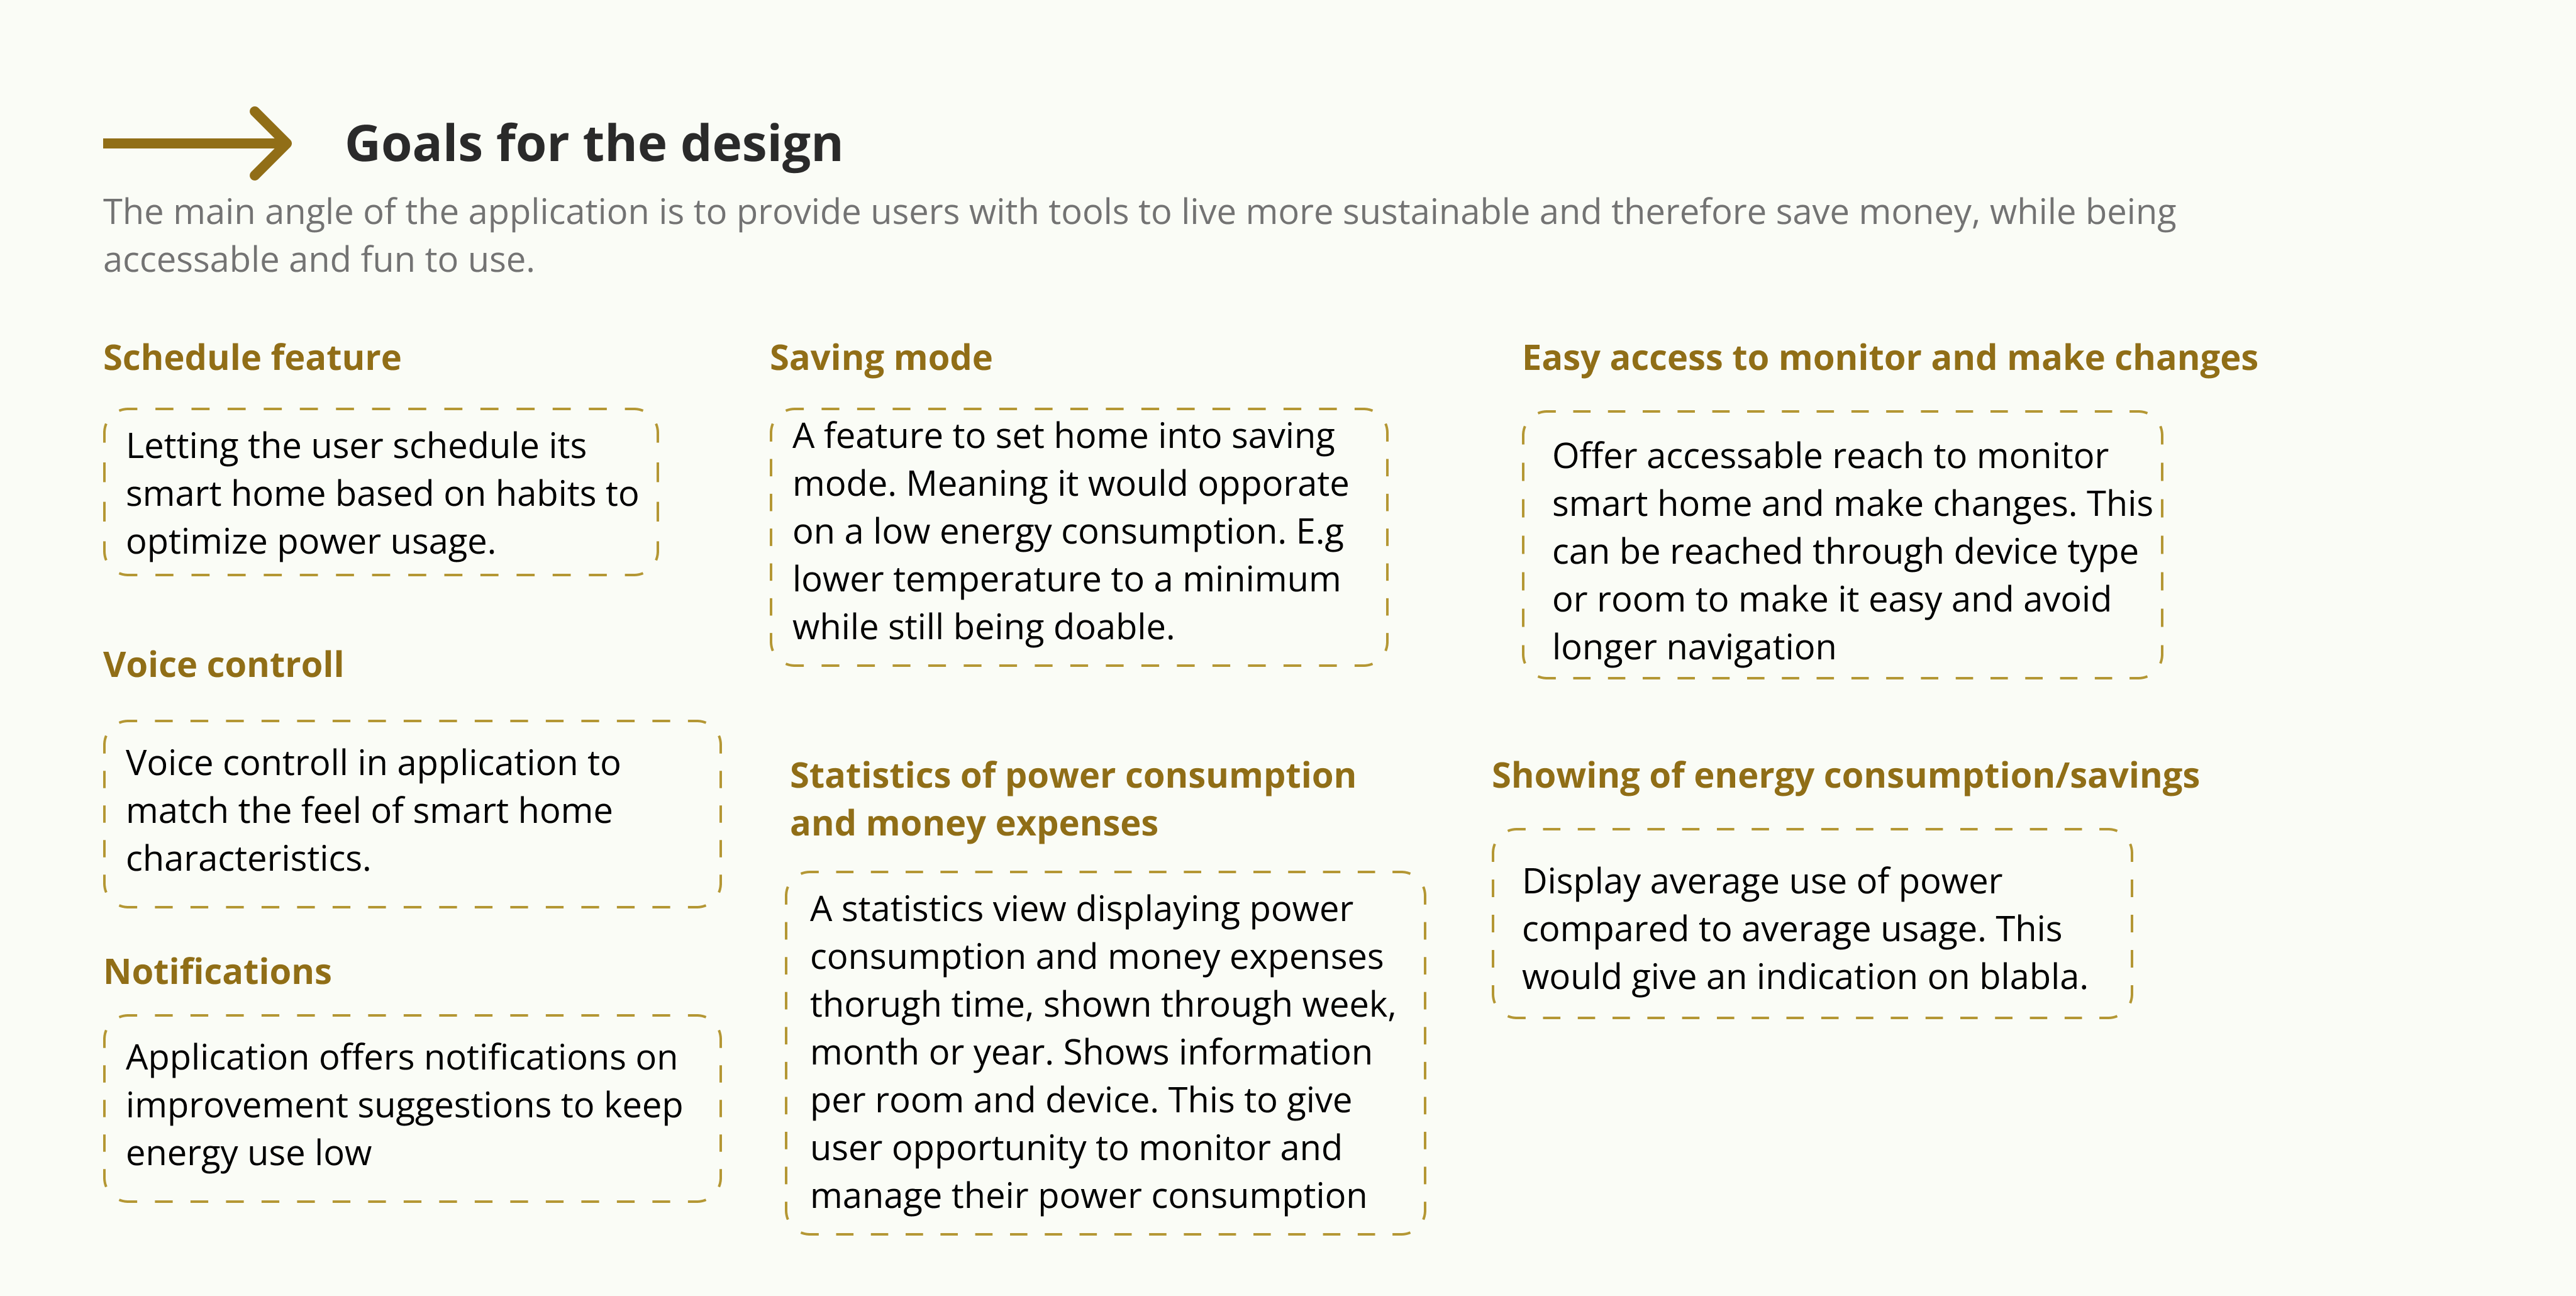 Goals for the design
The main angle of the application is to provide users with tools to live more sustainable and therefore save money, while being
accessable and fun to use.
Schedule feature
Letting the user schedule its
smart home based on habits to
optimize power usage.
Voice controll
Voice controll in application to
match the feel of smart home
characteristics.
Notifications
Application offers notifications on
improvement suggestions to keep
energy use low
Saving mode
A feature to set home into saving
mode. Meaning it would opporate
on a low energy consumption. E.g
lower temperature to a minimum
while still being doable.
Statistics of power consumption
and money expenses
A statistics view displaying power
consumption and money expenses
thorugh time, shown through week,
month or year. Shows information
per room and device. This to give
user opportunity to monitor and
manage their power consumption
Easy access to monitor and make changes
Offer accessable reach to monitor
smart home and make changes. This
can be reached through device type
or room to make it easy and avoid
longer navigation
Showing of energy consumption/savings
Display average use of power
compared to average usage. This
would give an indication on blabla.